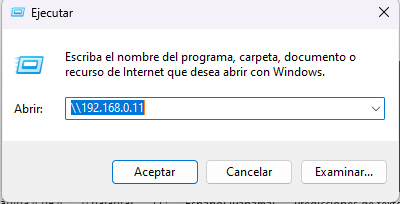 Ejecutar
Escriba el nombre del programa, carpeta, documento o
recurso de Internet que desea abrir con Windows.
Abrir: \\192.168.0.11
Aceptar Cancelar Examinar...